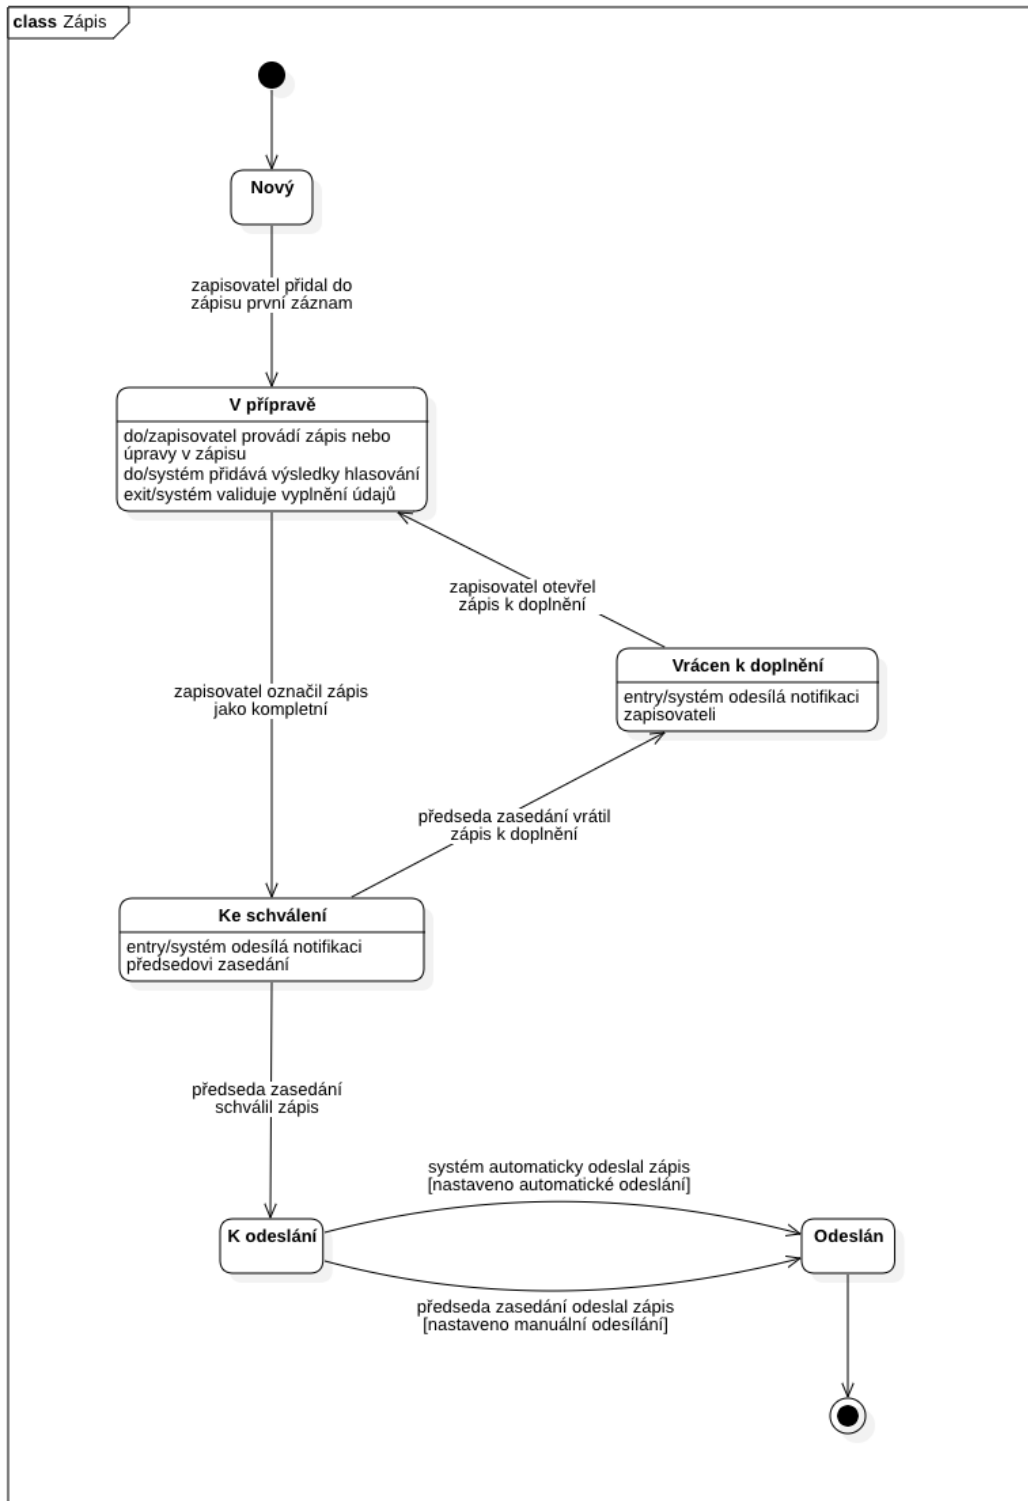 class Zápis
Nový
zapisovatel přidal do
zápisu první záznam
V přípravě
do/zapisovatel provádí zápis nebo
úpravy v zápisu
do/systém přidává výsledky hlasování
exit/systém validuje vyplnění údajů
zapisovatel otevřel
zápis k doplnění
Vrácen k doplnění
entry/systém odesílá notifikaci
zapisovateli
zapisovatel označil zápis
jako kompletní
předseda zasedání vrátil
zápis k doplnění
Ke schválení
entry/systém odesílá notifikaci
předsedovi zasedání
předseda zasedání
schválil zápis
systém automaticky odeslal zápis
[nastaveno automatické odeslání]
K odeslání
Odeslán
předseda zasedání odeslal zápis
[nastaveno manuální odesílání]